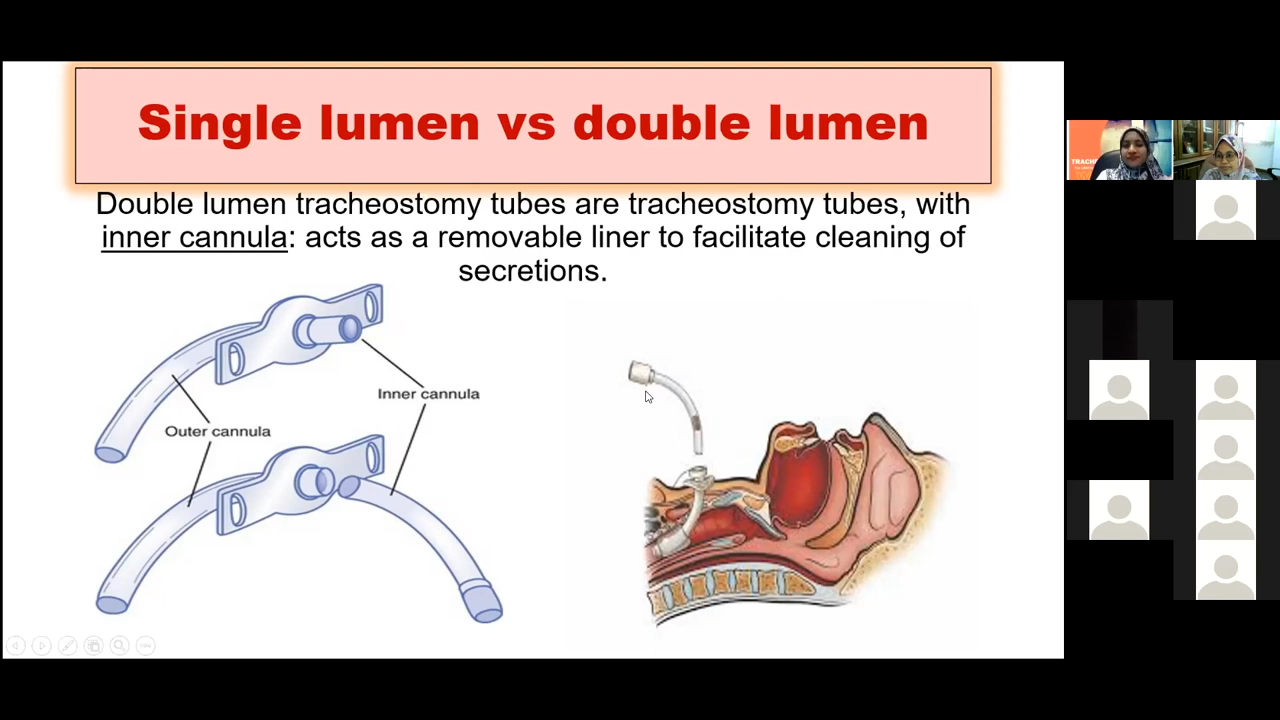 Single lumen vs double lumen
Double lumen tracheostomy tubes are tracheostomy tubes, with
inner cannula: acts as a removable liner to facilitate cleaning of
secretions.
Inner cannula
Outer cannula